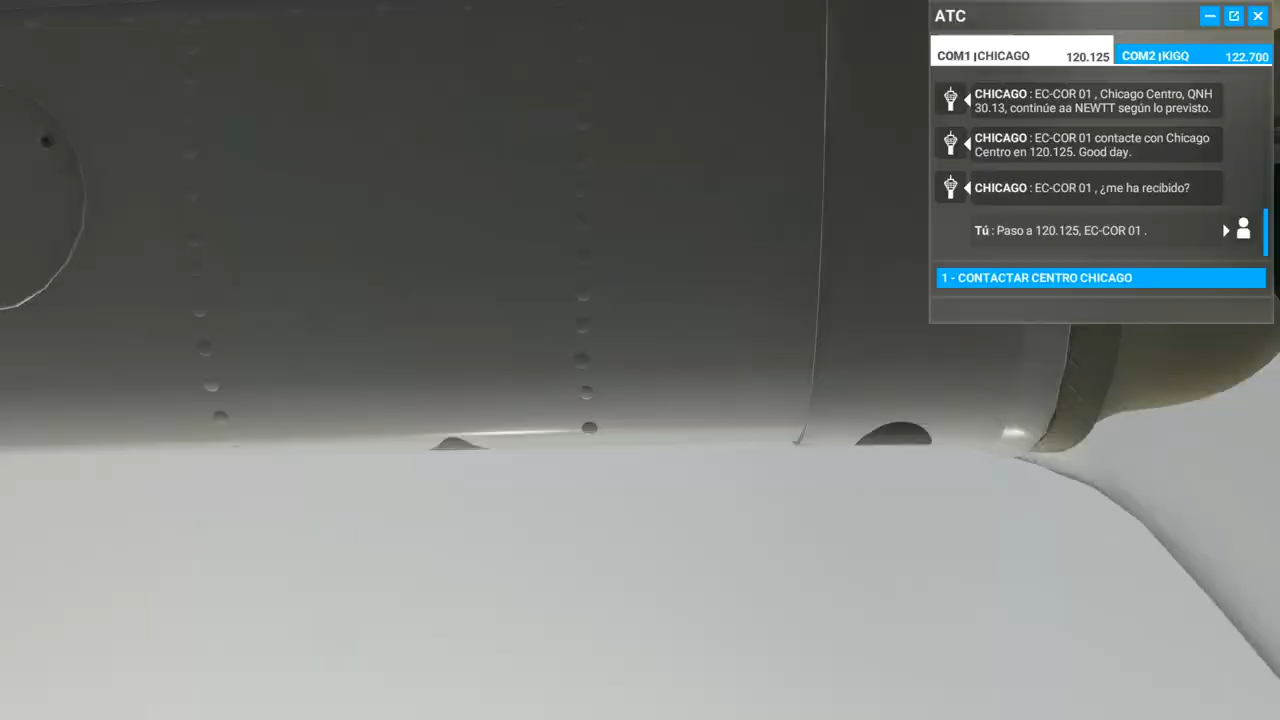 ATC
COM1 | CHICAGO 120.125 COM2 | KIGQ 122.700
CHICAGO : EC-COR 01 , Chicago Centro, QNH
30.13, continúe aa NEWTT según lo previsto.
CHICAGO : EC-COR 01 contacte con Chicago
Centro en 120.125. Good day.
CHICAGO : EC-COR 01 , ¿me ha recibido?
Tú : Paso a 120.125, EC-COR 01 .
1 - CONTACTAR CENTRO CHICAGO